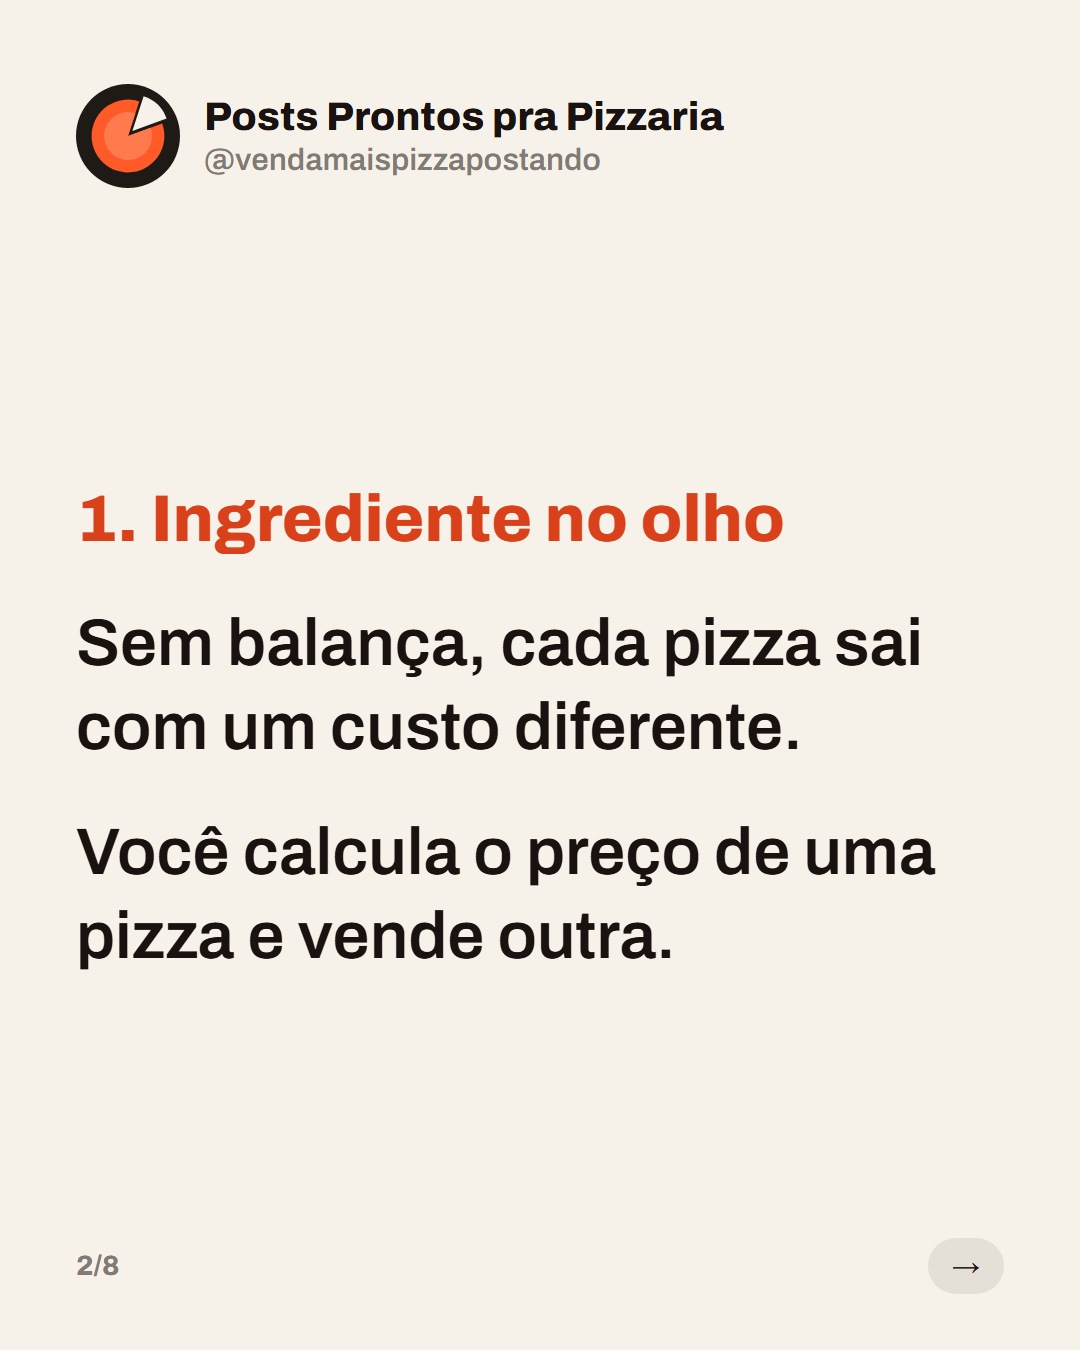 Posts Prontos pra Pizzaria
@vendamaispizzapostando
1. Ingrediente no olho
Sem balança, cada pizza sai
com um custo diferente.
Você calcula o preço de uma
pizza e vende outra.
2/8
→